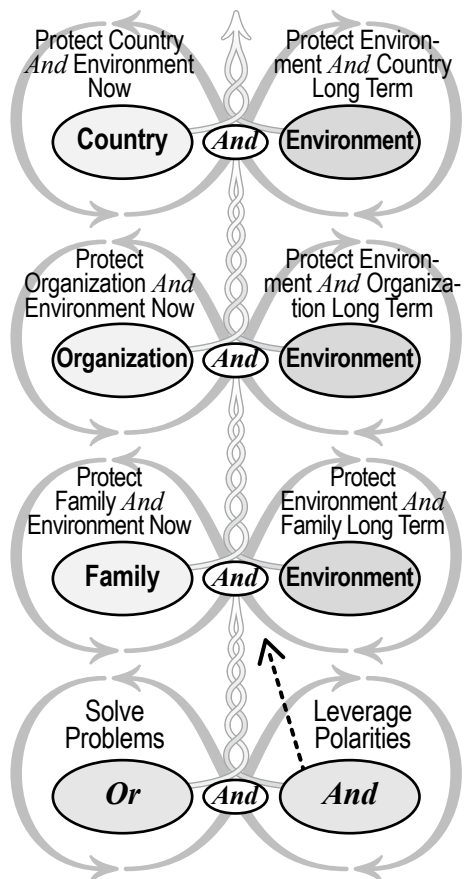 Protect Country
And Environment
Now
Protect Environ-
ment And Country
Long Term
Country
And
Environment
Protect
Organization And
Environment Now
Protect Environ-
ment And Organiza-
tion Long Term
Organization
And
Environment
Protect
Family And
Environment Now
Protect
Environment And
Family Long Term
Family
And
Environment
Solve
Problems
Leverage
Polarities
Or
And
And